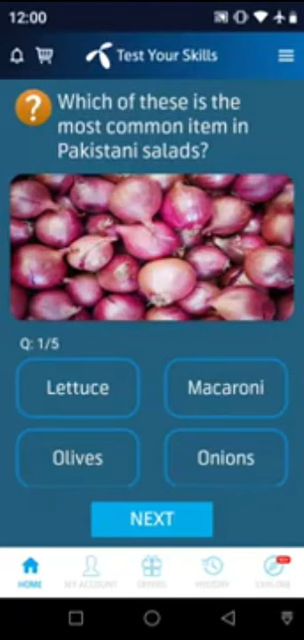 12:00
Test Your Skills
Which of these is the
most common item in
Pakistani salads?
Q: 1/5
Lettuce
Macaroni
Olives
Onions
NEXT
HOME
MY ACCOUNT
OFFERS
HISTORY
EXPLORE